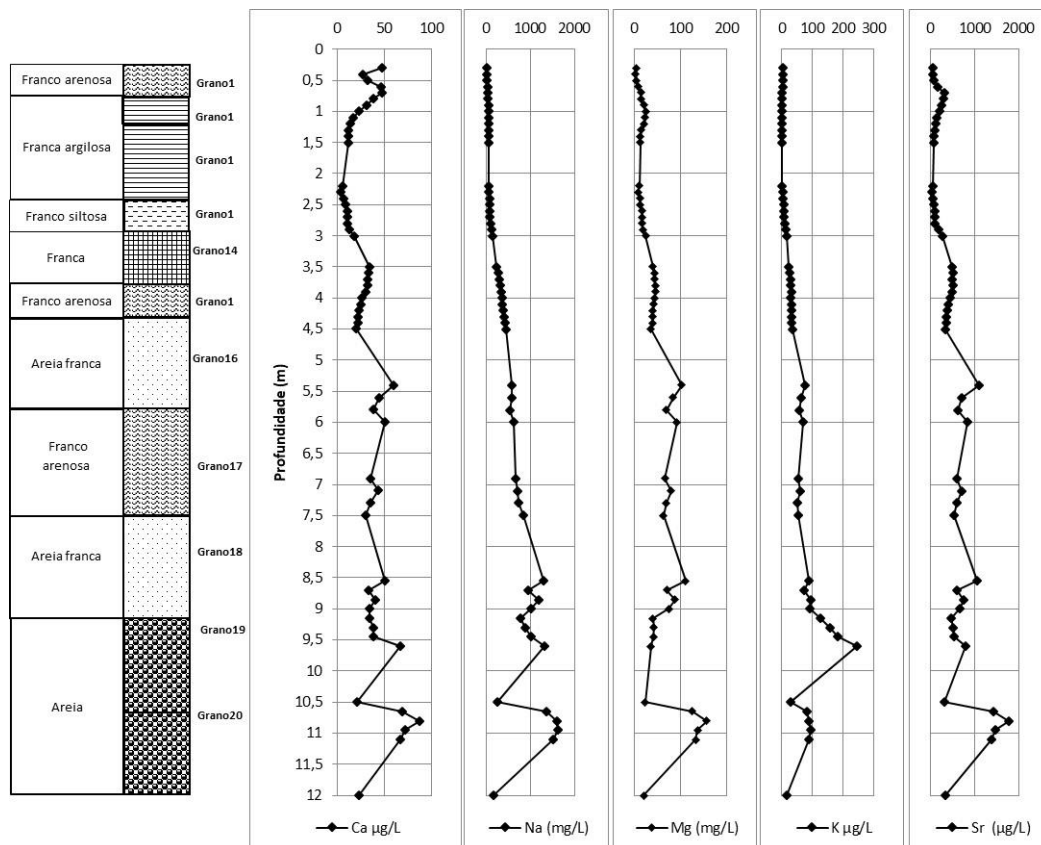 0 50 100
0 1000 2000
0 100 200
0 100 200 300
0 1000 2000
0
0,5
1
1,5
2
2,5
3
3,5
4
4,5
5
5,5
6
6,5
7
7,5
8
8,5
9
9,5
10
10,5
11
11,5
12
Profundidade (m)
Franco arenosa
Grano1
Grano1
Franca argilosa
Grano1
Franco siltosa
Grano1
Franca
Grano14
Franco arenosa
Grano1
Areia franca
Grano16
Franco
arenosa
Grano17
Areia franca
Grano18
Grano19
Areia
Grano20
Ca µg/L
Na (mg/L)
Mg (mg/L)
K µg/L
Sr (µg/L)